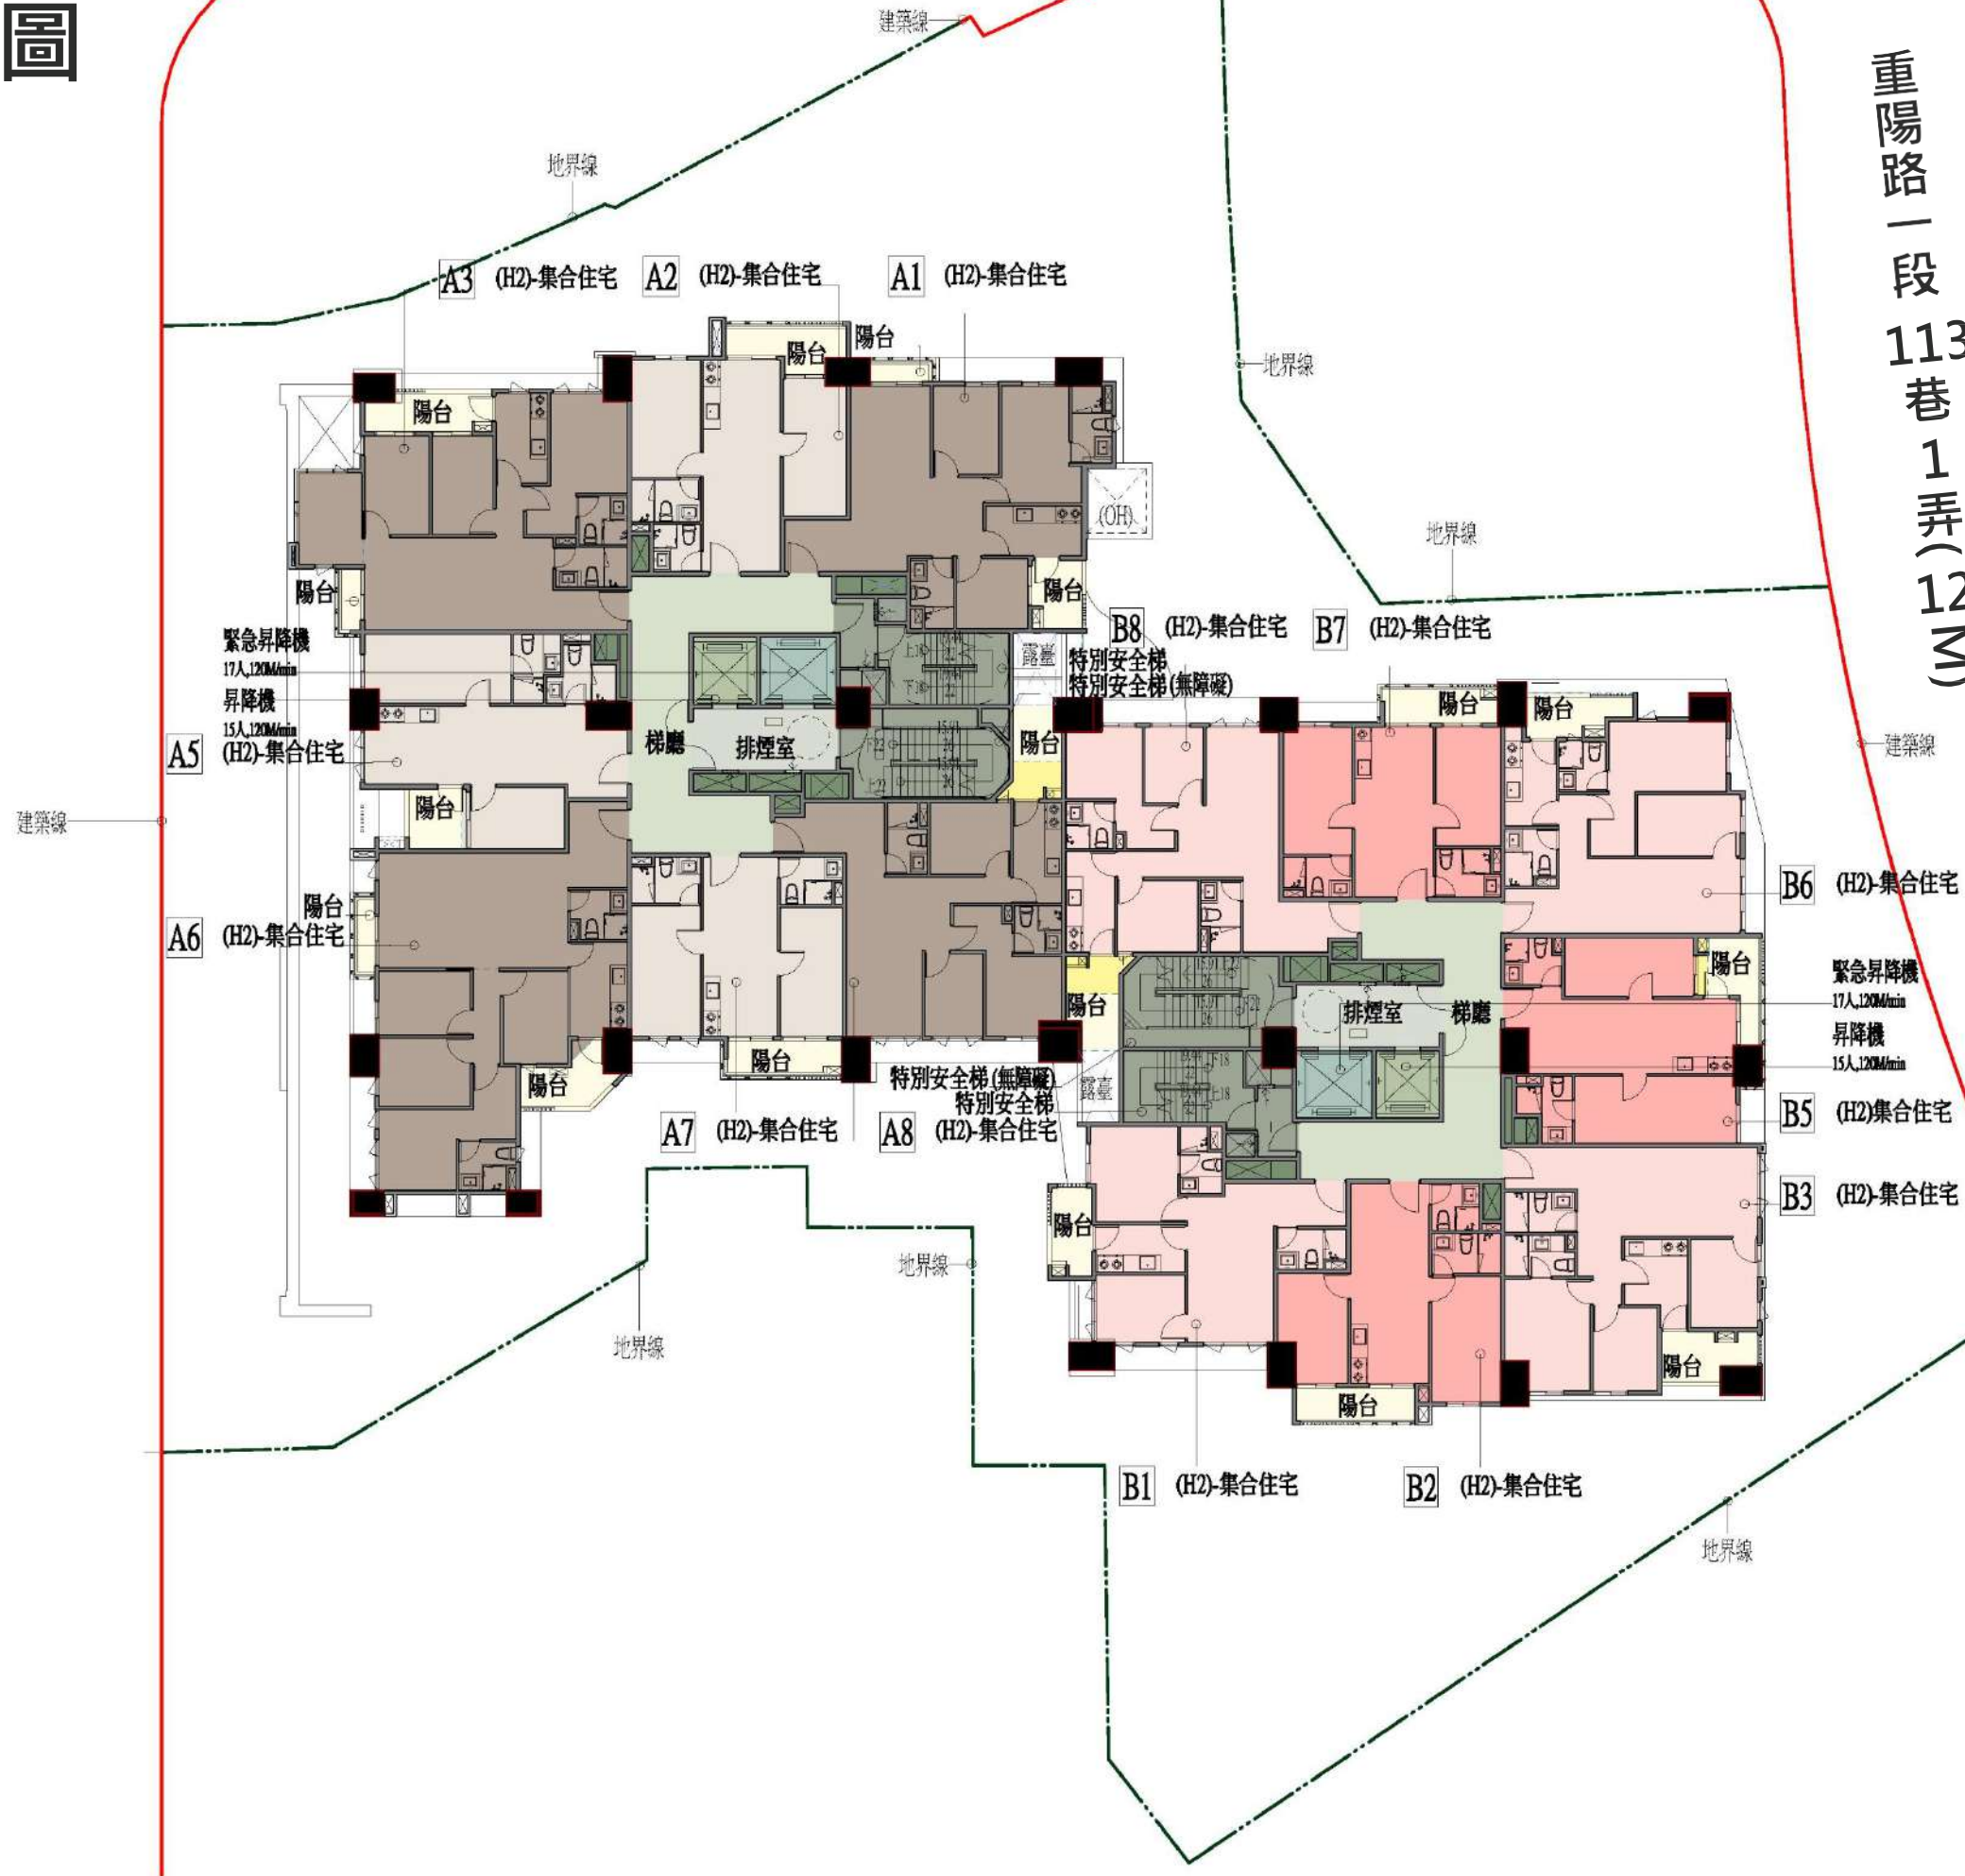 圖
建築線
重陽路一段113巷1弄(12M)
地界線
A3 (H2)-集合住宅
A2 (H2)-集合住宅
A1 (H2)-集合住宅
陽台
陽台
地界線
陽台
(OH)
地界線
陽台
陽台
B8 (H2)-集合住宅
B7 (H2)-集合住宅
緊急昇降機
17人,120M/min
昇降機
15人,120M/min
露臺
特別安全梯
特別安全梯(無障礙)
陽台
陽台
A5 (H2)-集合住宅
梯廳
排煙室
陽台
建築線
陽台
建築線
B6 (H2)-集合住宅
陽台
A6 (H2)-集合住宅
陽台
陽台
排煙室
梯廳
緊急昇降機
17人,120M/min
昇降機
15人,120M/min
陽台
陽台
特別安全梯(無障礙)
特別安全梯
露臺
A7 (H2)-集合住宅
A8 (H2)-集合住宅
B5 (H2)集合住宅
B3 (H2)-集合住宅
陽台
地界線
地界線
陽台
陽台
B1 (H2)-集合住宅
B2 (H2)-集合住宅
地界線